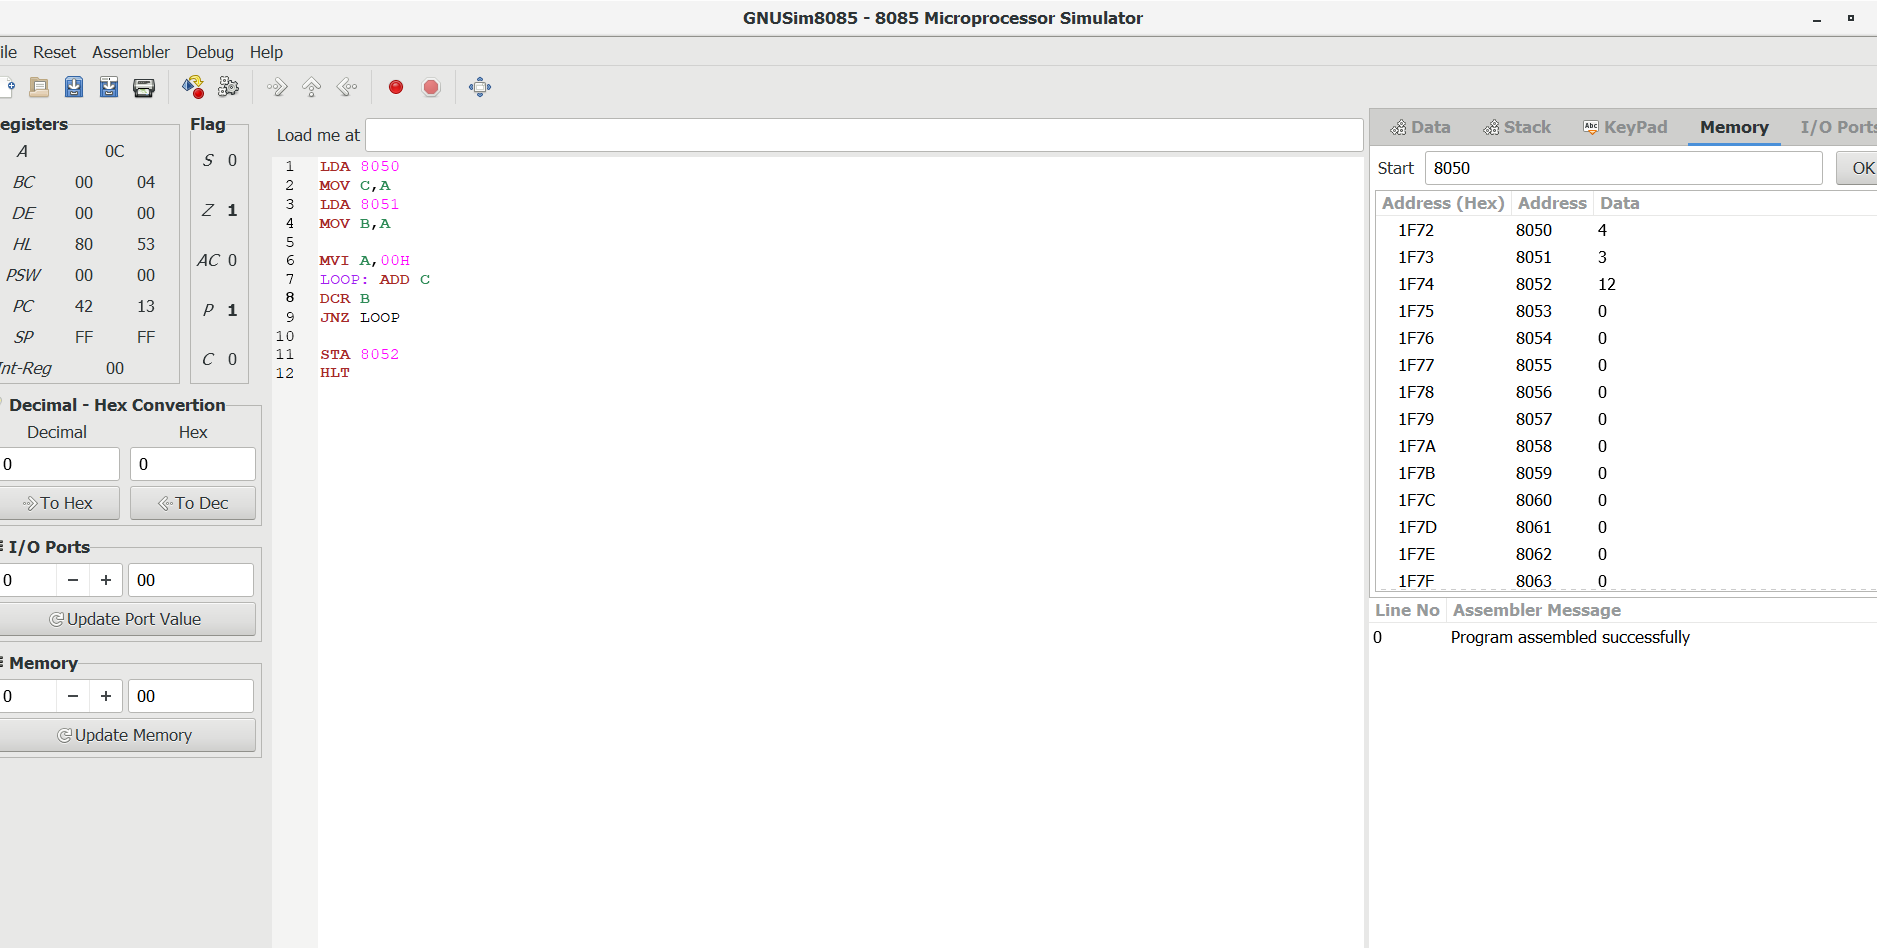 GNUSim8085 - 8085 Microprocessor Simulator
ile Reset Assembler Debug Help
egisters
A 0C
BC 00 04
DE 00 00
HL 80 53
PSW 00 00
PC 42 13
SP FF FF
Int-Reg 00
Flag
S 0
Z 1
AC 0
P 1
C 0
Decimal - Hex Convertion
Decimal Hex
0 0
To Hex To Dec
I/O Ports
0 − + 00
Update Port Value
Memory
0 − + 00
Update Memory
Load me at
1 LDA 8050
2 MOV C,A
3 LDA 8051
4 MOV B,A
5
6 MVI A,00H
7 LOOP: ADD C
8 DCR B
9 JNZ LOOP
10
11 STA 8052
12 HLT
Data Stack Abc KeyPad Memory I/O Ports
Start 8050 OK
Address (Hex) Address Data
1F72 8050 4
1F73 8051 3
1F74 8052 12
1F75 8053 0
1F76 8054 0
1F77 8055 0
1F78 8056 0
1F79 8057 0
1F7A 8058 0
1F7B 8059 0
1F7C 8060 0
1F7D 8061 0
1F7E 8062 0
1F7F 8063 0
Line No Assembler Message
0 Program assembled successfully